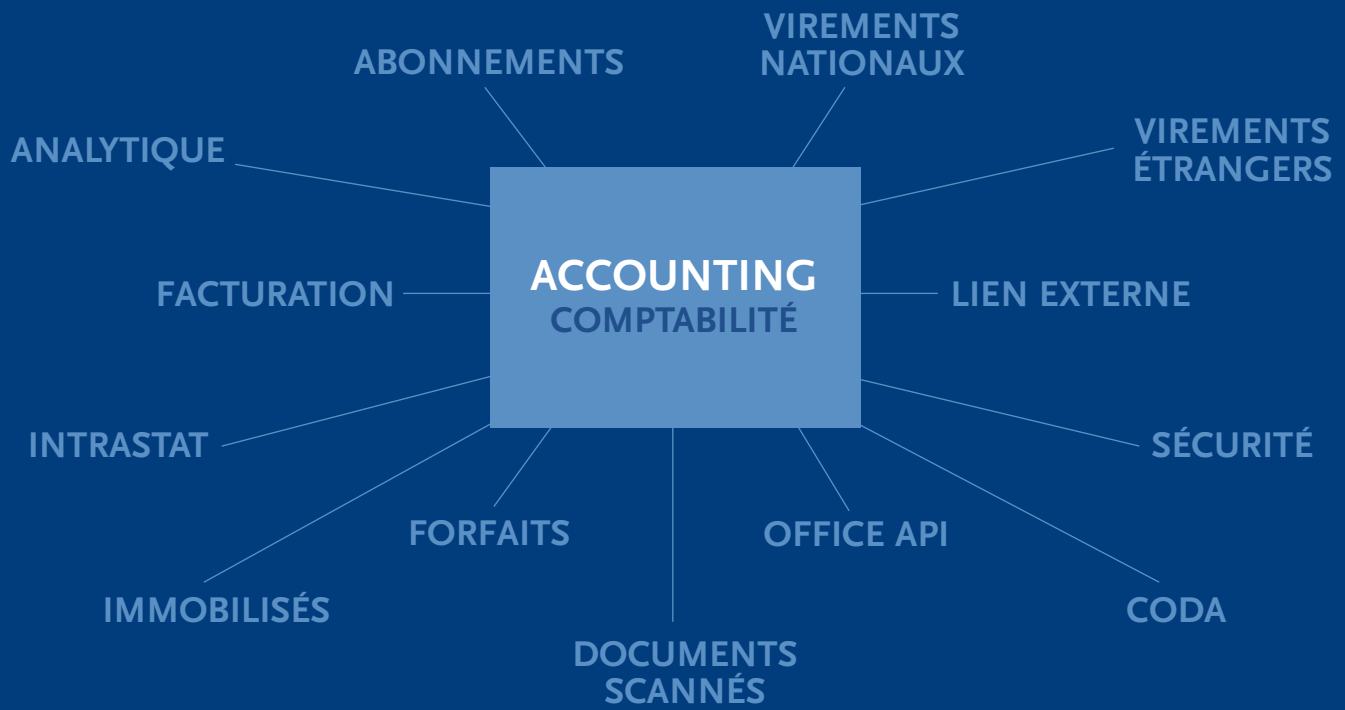 VIREMENTS
NATIONAUX
ABONNEMENTS
VIREMENTS
ÉTRANGERS
ANALYTIQUE
ACCOUNTING
COMPTABILITÉ
FACTURATION
LIEN EXTERNE
INTRASTAT
SÉCURITÉ
FORFAITS
OFFICE API
IMMOBILISÉS
CODA
DOCUMENTS
SCANNÉS